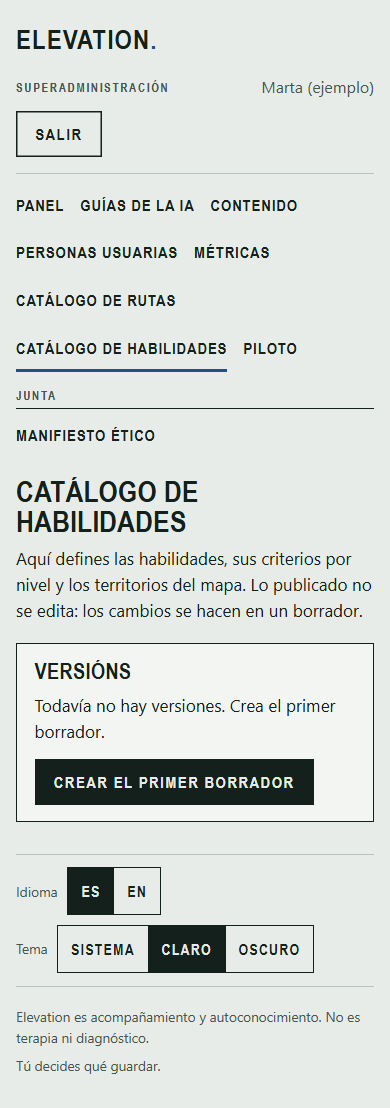 ELEVATION.
SUPERADMINISTRACIÓN Marta (ejemplo)
SALIR
PANEL GUÍAS DE LA IA CONTENIDO
PERSONAS USUARIAS MÉTRICAS
CATÁLOGO DE RUTAS
CATÁLOGO DE HABILIDADES PILOTO
JUNTA
MANIFIESTO ÉTICO
CATÁLOGO DE
HABILIDADES
Aquí defines las habilidades, sus criterios por
nivel y los territorios del mapa. Lo publicado no
se edita: los cambios se hacen en un borrador.
VERSIÓNS
Todavía no hay versiones. Crea el primer
borrador.
CREAR EL PRIMER BORRADOR
Idioma ES EN
Tema SISTEMA CLARO OSCURO
Elevation es acompañamiento y autoconocimiento. No es
terapia ni diagnóstico.
Tú decides qué guardar.